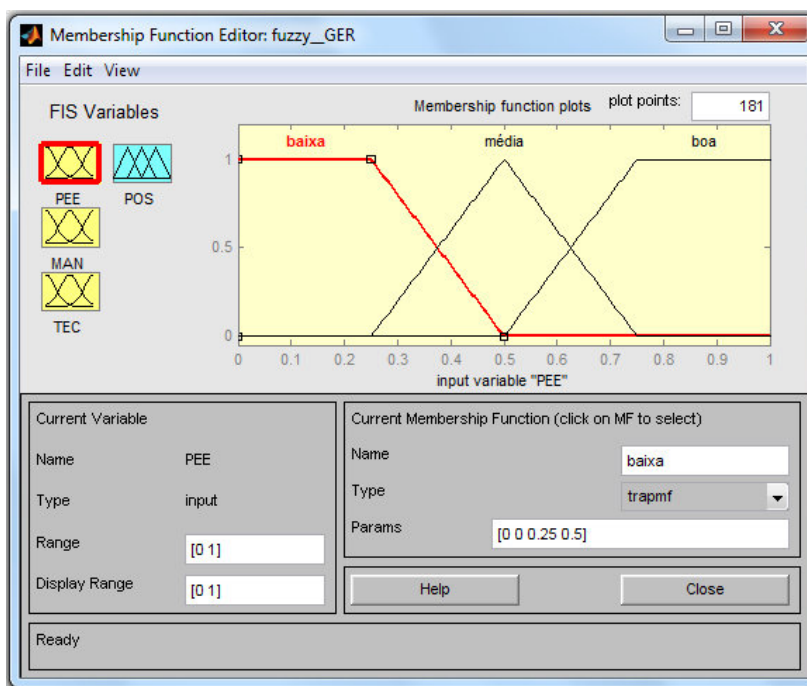 Membership Function Editor: fuzzy__GER
File Edit View
FIS Variables
Membership function plots
plot points: 181
PEE POS
MAN
TEC
baixa média boa
1
0.5
0
0 0.1 0.2 0.3 0.4 0.5 0.6 0.7 0.8 0.9 1
input variable "PEE"
Current Variable
Name PEE
Type input
Range [0 1]
Display Range [0 1]
Current Membership Function (click on MF to select)
Name baixa
Type trapmf
Params [0 0 0.25 0.5]
Help Close
Ready